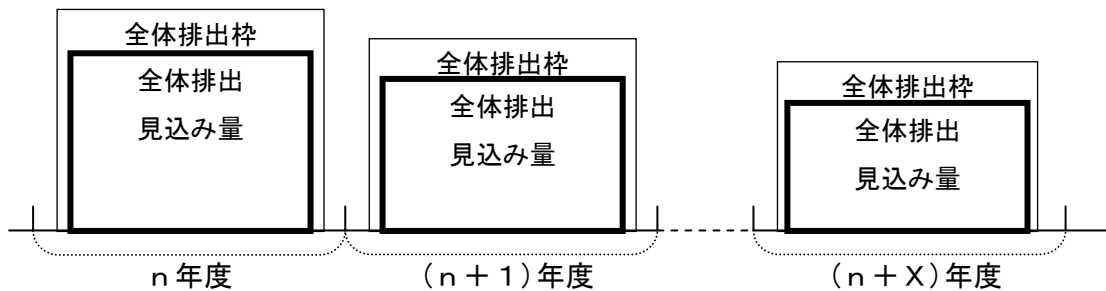 全体排出枠
全体排出
見込み量
全体排出枠
全体排出
見込み量
全体排出枠
全体排出
見込み量
ｎ年度
（ｎ＋１）年度
（ｎ＋Ｘ）年度